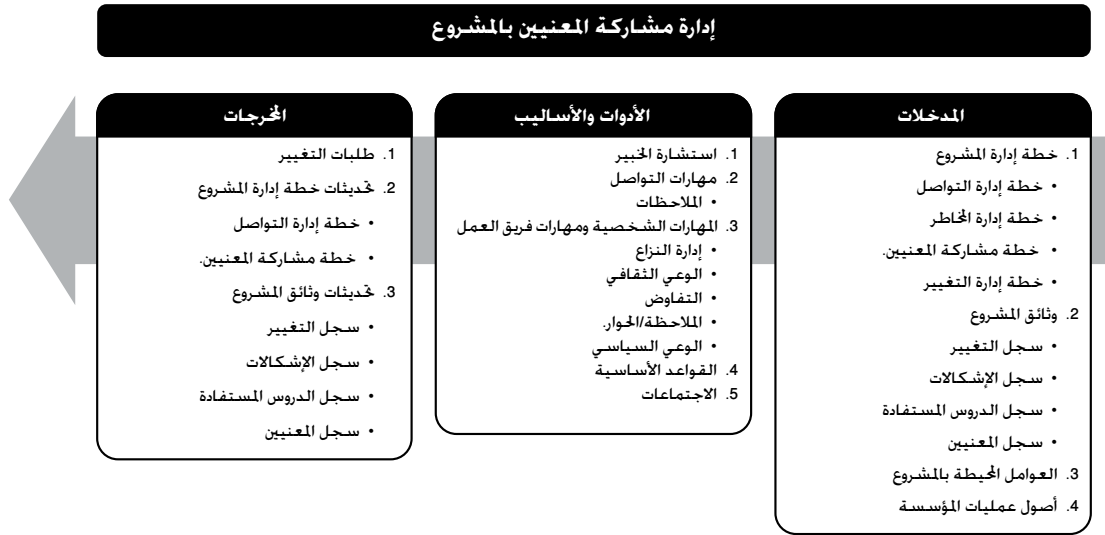 إدارة مشاركة المعنيين بالمشروع
المدخلات
1. خطة إدارة المشروع
• خطة إدارة التواصل
• خطة إدارة المخاطر
• خطة مشاركة المعنيين.
• خطة إدارة التغيير
2. وثائق المشروع
• سجل التغيير
• سجل الإشكالات
• سجل الدروس المستفادة
• سجل المعنيين
3. العوامل المحيطة بالمشروع
4. أصول عمليات المؤسسة
الأدوات والأساليب
1. استشارة الخبير
2. مهارات التواصل
• الملاحظات
3. المهارات الشخصية ومهارات فريق العمل
• إدارة النزاع
• الوعي الثقافي
• التفاوض
• الملاحظة/الحوار.
• الوعي السياسي
4. القواعد الأساسية
5. الاجتماعات
المخرجات
1. طلبات التغيير
2. تحديثات خطة إدارة المشروع
• خطة إدارة التواصل
• خطة مشاركة المعنيين.
3. تحديثات وثائق المشروع
• سجل التغيير
• سجل الإشكالات
• سجل الدروس المستفادة
• سجل المعنيين